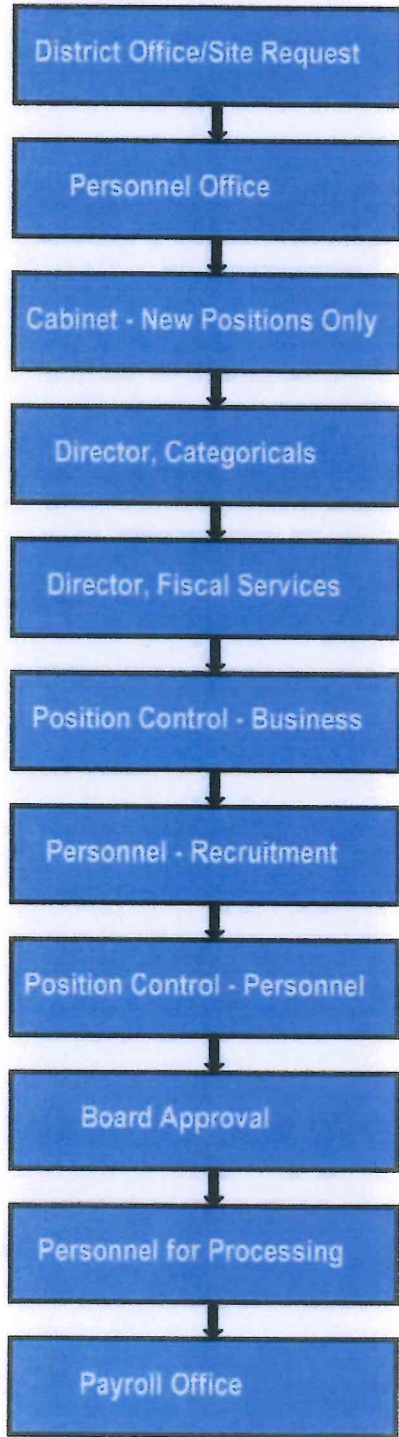 District Office/Site Request
Personnel Office
Cabinet - New Positions Only
Director, Categoricals
Director, Fiscal Services
Position Control - Business
Personnel - Recruitment
Position Control - Personnel
Board Approval
Personnel for Processing
Payroll Office